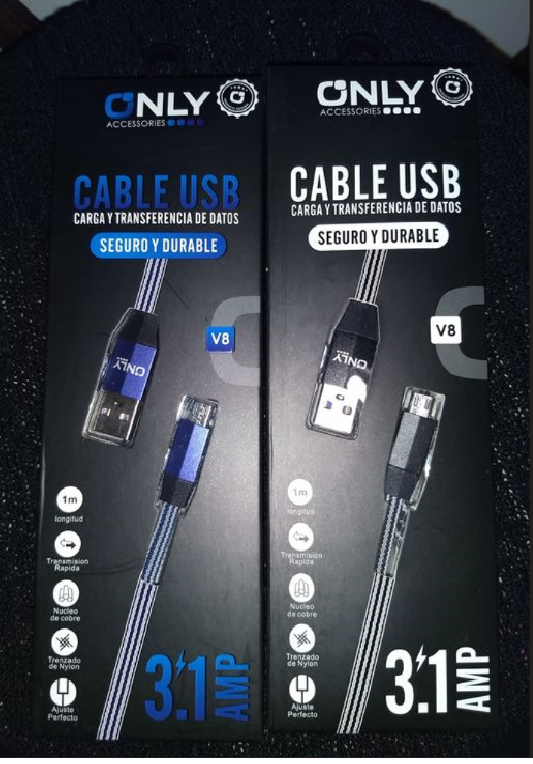 ONLY
ACCESSORIES
CABLE USB
CARGA Y TRANSFERENCIA DE DATOS
SEGURO Y DURABLE
V8
ONLY
1m
longitud
Transmision
Rapida
Nucleo
de cobre
Trenzado
de Nylon
Ajuste
Perfecto
3.1
AMP
ONLY
ACCESSORIES
CABLE USB
CARGA Y TRANSFERENCIA DE DATOS
SEGURO Y DURABLE
V8
ONLY
1m
longitud
Transmision
Rapida
Nucleo
de cobre
Trenzado
de Nylon
Ajuste
Perfecto
3.1
AMP